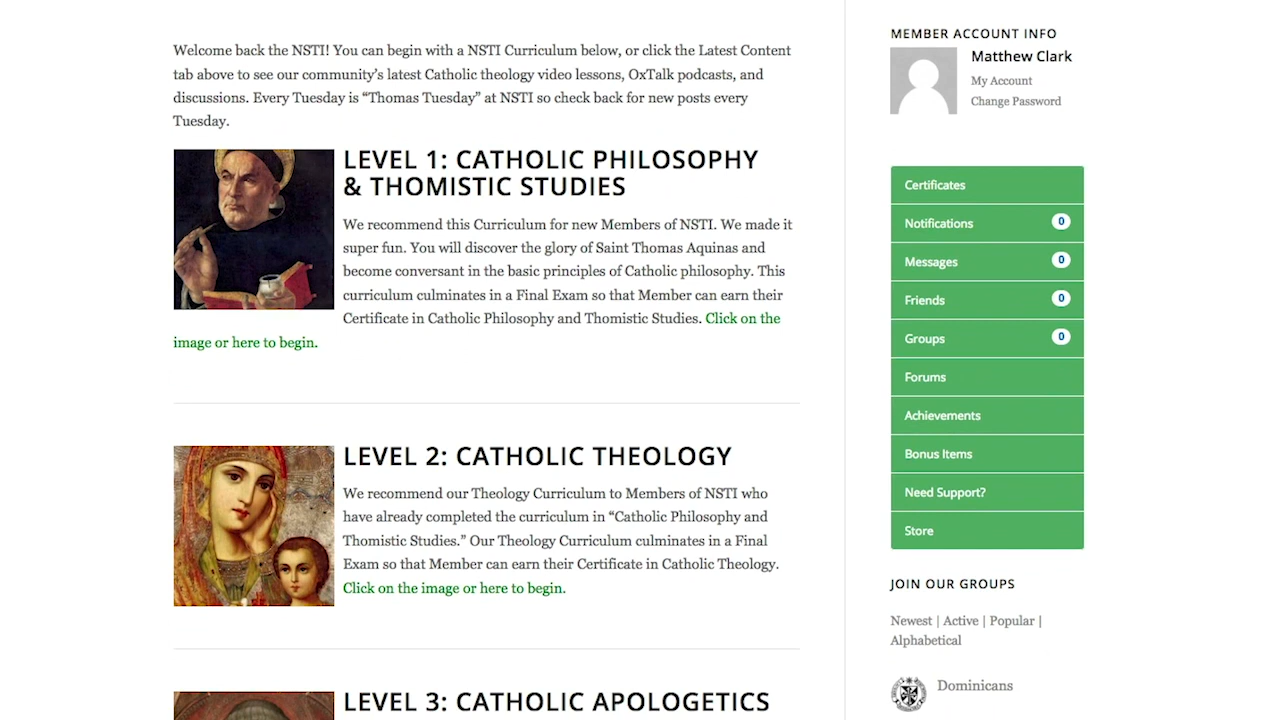 Welcome back the NSTI! You can begin with a NSTI Curriculum below, or click the Latest Content
tab above to see our community's latest Catholic theology video lessons, OxTalk podcasts, and
discussions. Every Tuesday is “Thomas Tuesday” at NSTI so check back for new posts every
Tuesday.
LEVEL 1: CATHOLIC PHILOSOPHY
& THOMISTIC STUDIES
We recommend this Curriculum for new Members of NSTI. We made it
super fun. You will discover the glory of Saint Thomas Aquinas and
become conversant in the basic principles of Catholic philosophy. This
curriculum culminates in a Final Exam so that Member can earn their
Certificate in Catholic Philosophy and Thomistic Studies. Click on the
image or here to begin.
LEVEL 2: CATHOLIC THEOLOGY
We recommend our Theology Curriculum to Members of NSTI who
have already completed the curriculum in “Catholic Philosophy and
Thomistic Studies.” Our Theology Curriculum culminates in a Final
Exam so that Member can earn their Certificate in Catholic Theology.
Click on the image or here to begin.
LEVEL 3: CATHOLIC APOLOGETICS
MEMBER ACCOUNT INFO
Matthew Clark
My Account
Change Password
Certificates
Notifications 0
Messages 0
Friends 0
Groups 0
Forums
Achievements
Bonus Items
Need Support?
Store
JOIN OUR GROUPS
Newest | Active | Popular |
Alphabetical
Dominicans